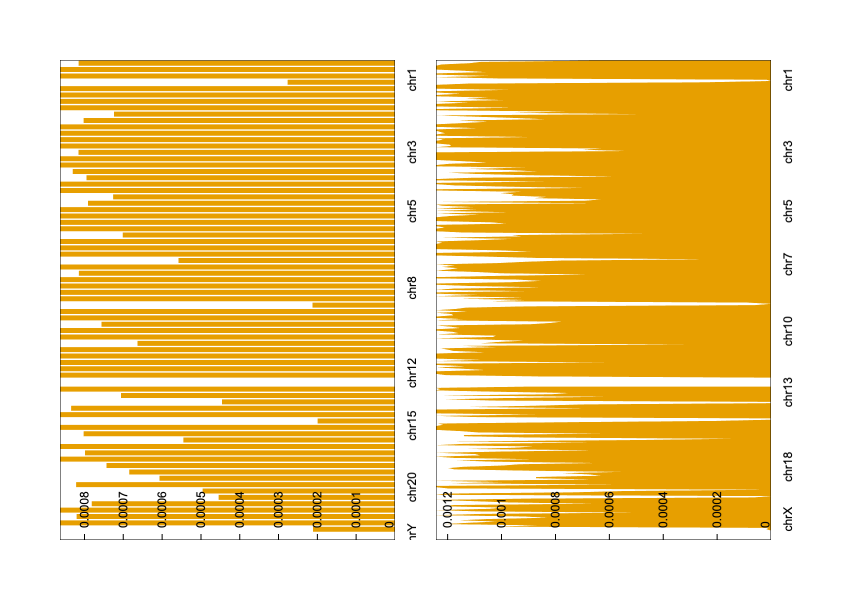 chr1
chr3
chr5
chr8
chr12
chr15
chr20
hrY
0.0008
0.0007
0.0006
0.0005
0.0004
0.0003
0.0002
0.0001
0
chr1
chr3
chr5
chr7
chr10
chr13
chr18
chrX
0.0012
0.001
0.0008
0.0006
0.0004
0.0002
0